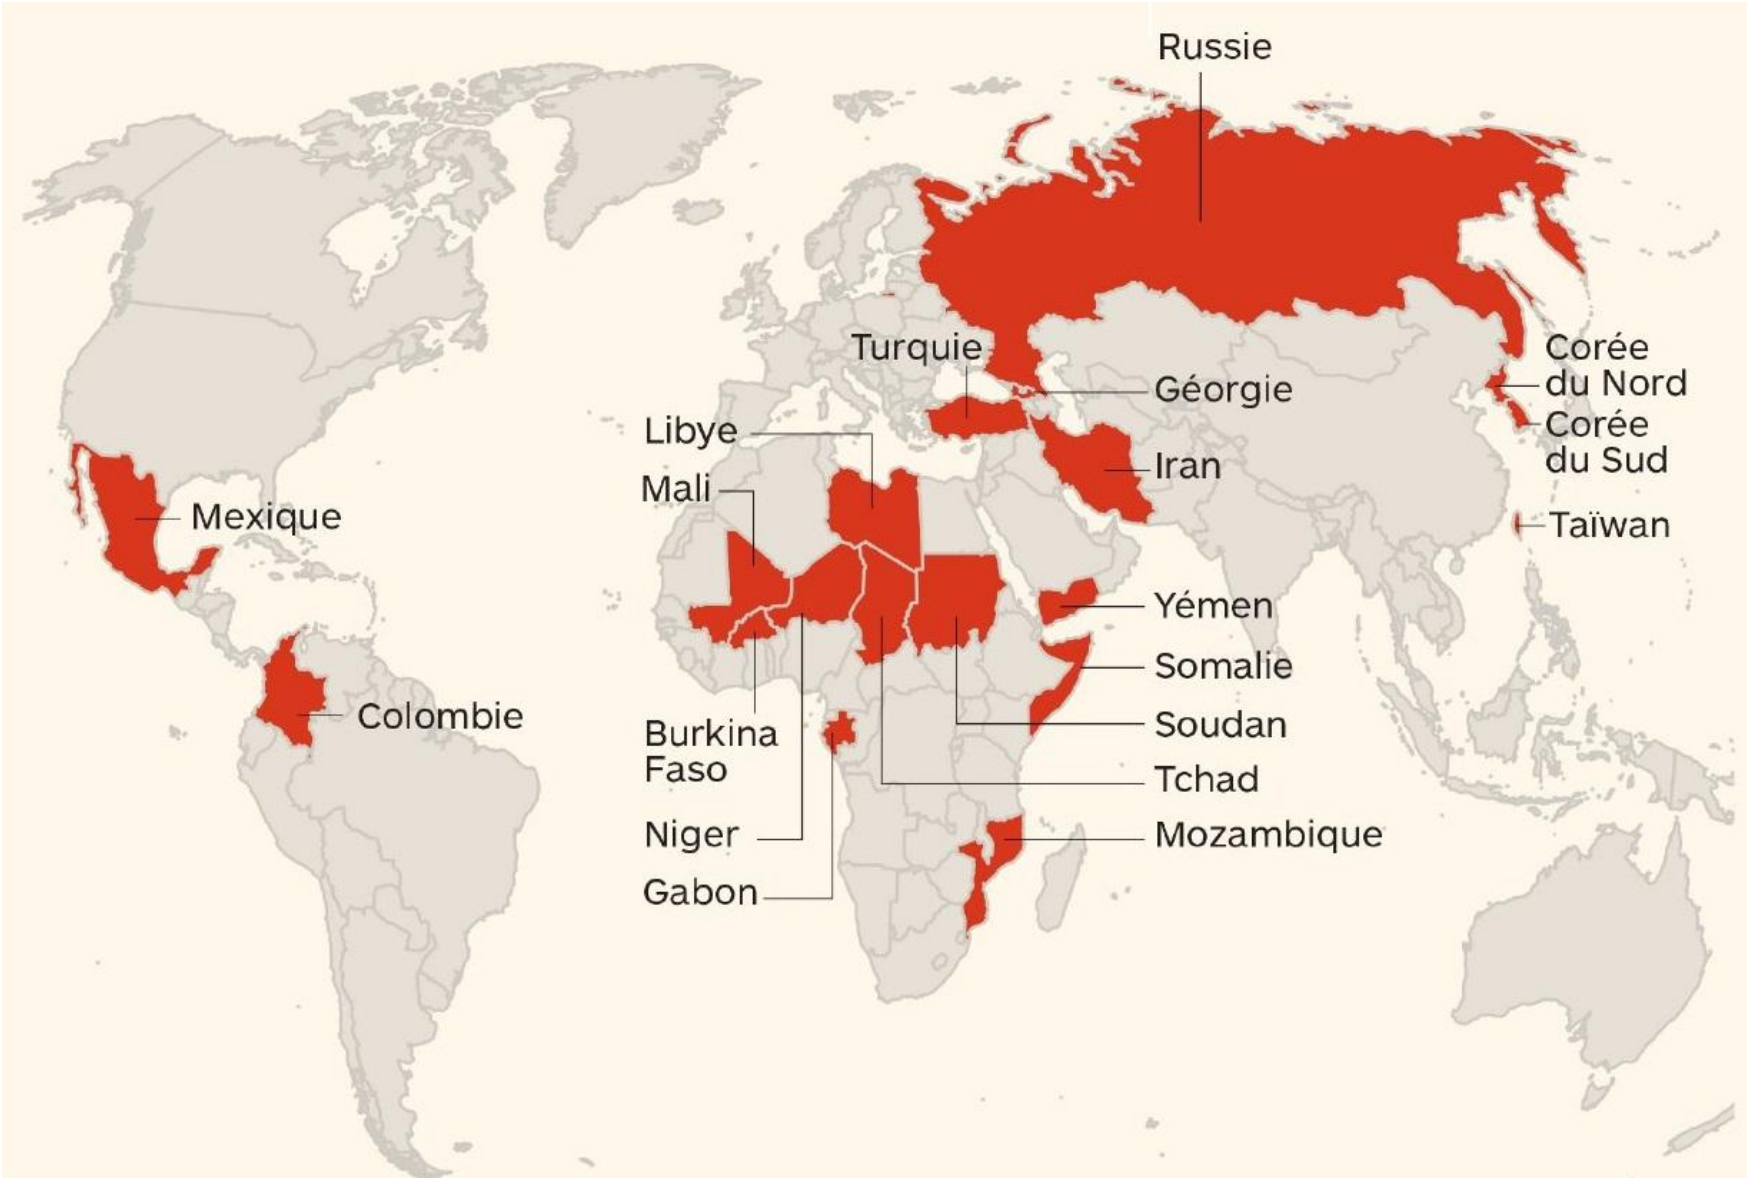 Russie
Turquie
Géorgie
Corée
du Nord
Corée
du Sud
Libye
Iran
Mali
Mexique
Taïwan
Yémen
Somalie
Colombie
Burkina
Faso
Soudan
Tchad
Niger
Mozambique
Gabon